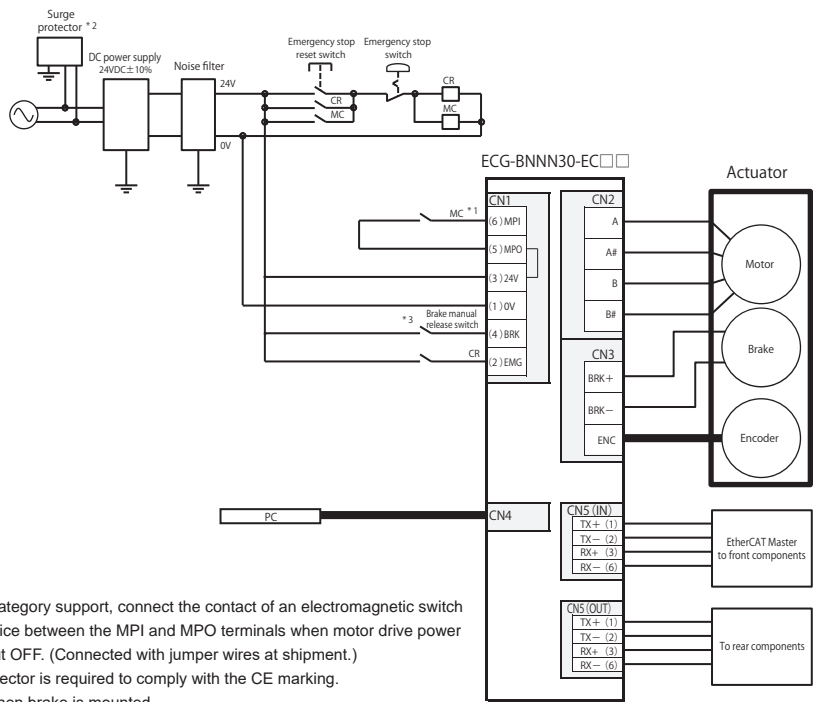 Surge
protector * 2
DC power supply
24VDC±10%
Noise filter
24V
0V
Emergency stop
reset switch
Emergency stop
switch
CR
MC
CR
MC
ECG-BNNN30-EC□□
Actuator
CN1
MC * 1
(6) MPI
(5) MPO
(3) 24V
(1) 0V
* 3
Brake manual
release switch
(4) BRK
CR
(2) EMG
CN2
A
A#
B
B#
Motor
CN3
BRK+
BRK−
ENC
Brake
Encoder
PC
CN4
CN5 (IN)
TX+ (1)
TX− (2)
RX+ (3)
RX− (6)
EtherCAT Master
to front components
CN5 (OUT)
TX+ (1)
TX− (2)
RX+ (3)
RX− (6)
To rear components
ategory support, connect the contact of an electromagnetic switch
ice between the MPI and MPO terminals when motor drive power
ut OFF. (Connected with jumper wires at shipment.)
ector is required to comply with the CE marking.
hen brake is mounted